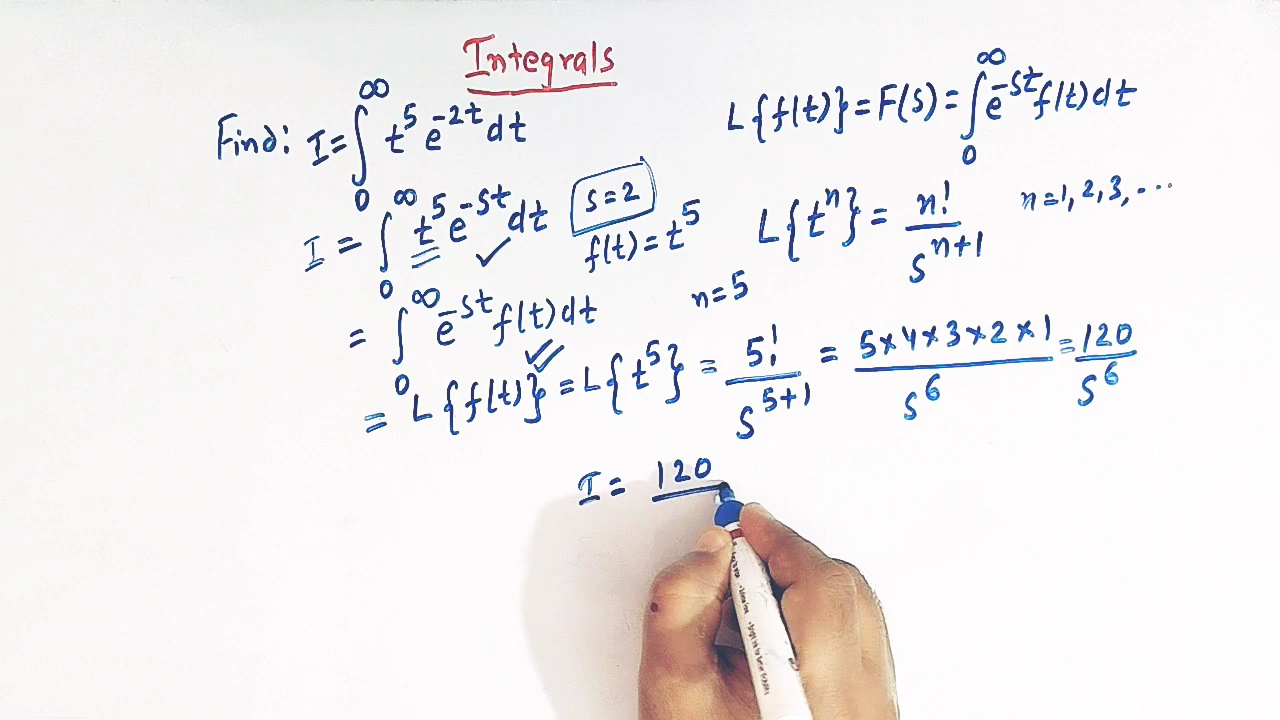 Integrals
Find: I = ∫₀^∞ t⁵ e^(-2t) dt
L{f(t)} = F(s) = ∫₀^∞ e^(-st) f(t) dt
I = ∫₀^∞ t⁵ e^(-st) dt
s = 2
f(t) = t⁵
L{tⁿ} = n!/s^(n+1)
n = 1, 2, 3, ...
= ∫₀^∞ e^(-st) f(t) dt
n = 5
= L{f(t)} = L{t⁵} = 5!/s^(5+1) = 5×4×3×2×1/s⁶ = 120/s⁶
I = 120